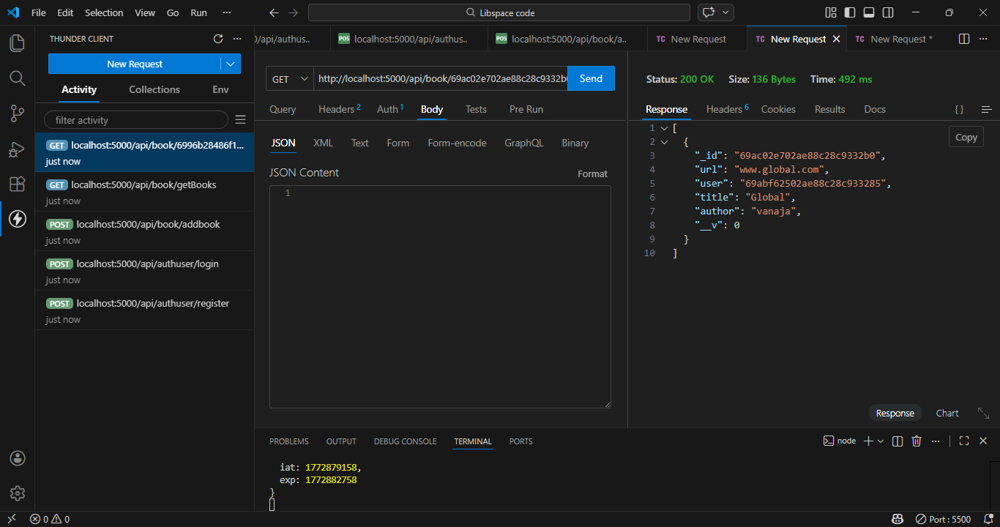 File Edit Selection View Go Run ···
Libspace code
THUNDER CLIENT
New Request
Activity Collections Env
filter activity
GET localhost:5000/api/book/6996b28486f1...
just now
GET localhost:5000/api/book/getBooks
just now
POST localhost:5000/api/book/addbook
just now
POST localhost:5000/api/authuser/login
just now
POST localhost:5000/api/authuser/register
just now
/api/authus.. POS localhost:5000/api/authus.. POS localhost:5000/api/book/a.. TC New Request TC New Request TC New Request *
GET http://localhost:5000/api/book/69ac02e702ae88c28c9332b Send
Query Headers 2 Auth 1 Body Tests Pre Run
JSON XML Text Form Form-encode GraphQL Binary
JSON Content Format
1
Status: 200 OK Size: 136 Bytes Time: 492 ms
Response Headers 6 Cookies Results Docs { }
Copy
1 [
2 {
3 "_id": "69ac02e702ae88c28c9332b0",
4 "url": "www.global.com",
5 "user": "69abf62502ae88c28c933285",
6 "title": "Global",
7 "author": "vanaja",
8 "__v": 0
9 }
10 ]
Response Chart
PROBLEMS OUTPUT DEBUG CONSOLE TERMINAL PORTS node
iat: 1772879158,
exp: 1772882758
}
0 0 Port : 5500